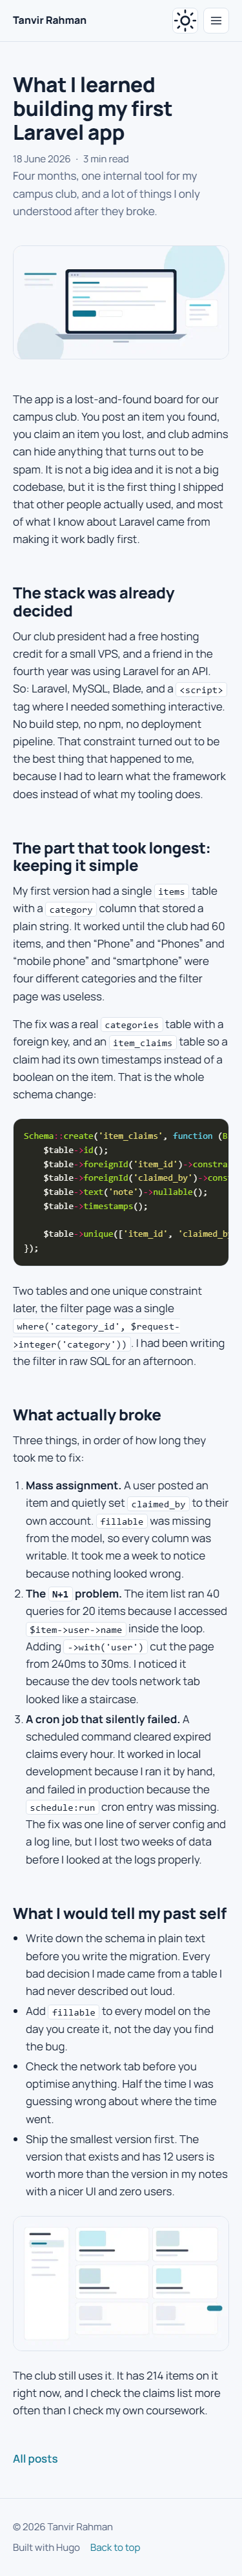 Tanvir Rahman
What I learned
building my first
Laravel app
18 June 2026 · 3 min read
Four months, one internal tool for my
campus club, and a lot of things I only
understood after they broke.
The app is a lost-and-found board for our
campus club. You post an item you found,
you claim an item you lost, and club admins
can hide anything that turns out to be
spam. It is not a big idea and it is not a big
codebase, but it is the first thing I shipped
that other people actually used, and most
of what I know about Laravel came from
making it work badly first.
The stack was already
decided
Our club president had a free hosting
credit for a small VPS, and a friend in the
fourth year was using Laravel for an API.
So: Laravel, MySQL, Blade, and a <script>
tag where I needed something interactive.
No build step, no npm, no deployment
pipeline. That constraint turned out to be
the best thing that happened to me,
because I had to learn what the framework
does instead of what my tooling does.
The part that took longest:
keeping it simple
My first version had a single items table
with a category column that stored a
plain string. It worked until the club had 60
items, and then “Phone” and “Phones” and
“mobile phone” and “smartphone” were
four different categories and the filter
page was useless.
The fix was a real categories table with a
foreign key, and an item_claims table so a
claim had its own timestamps instead of a
boolean on the item. That is the whole
schema change:
Schema::create('item_claims', function (B
$table->id();
$table->foreignId('item_id')->constra
$table->foreignId('claimed_by')->cons
$table->text('note')->nullable();
$table->timestamps();
$table->unique(['item_id', 'claimed_b
});
Two tables and one unique constraint
later, the filter page was a single
where('category_id', $request-
>integer('category')). I had been writing
the filter in raw SQL for an afternoon.
What actually broke
Three things, in order of how long they
took me to fix:
1. Mass assignment. A user posted an
item and quietly set claimed_by to their
own account. fillable was missing
from the model, so every column was
writable. It took me a week to notice
because nothing looked wrong.
2. The N+1 problem. The item list ran 40
queries for 20 items because I accessed
$item->user->name inside the loop.
Adding ->with('user') cut the page
from 240ms to 30ms. I noticed it
because the dev tools network tab
looked like a staircase.
3. A cron job that silently failed. A
scheduled command cleared expired
claims every hour. It worked in local
development because I ran it by hand,
and failed in production because the
schedule:run cron entry was missing.
The fix was one line of server config and
a log line, but I lost two weeks of data
before I looked at the logs properly.
What I would tell my past self
• Write down the schema in plain text
before you write the migration. Every
bad decision I made came from a table I
had never described out loud.
• Add fillable to every model on the
day you create it, not the day you find
the bug.
• Check the network tab before you
optimise anything. Half the time I was
guessing wrong about where the time
went.
• Ship the smallest version first. The
version that exists and has 12 users is
worth more than the version in my notes
with a nicer UI and zero users.
The club still uses it. It has 214 items on it
right now, and I check the claims list more
often than I check my own coursework.
All posts
© 2026 Tanvir Rahman
Built with Hugo Back to top